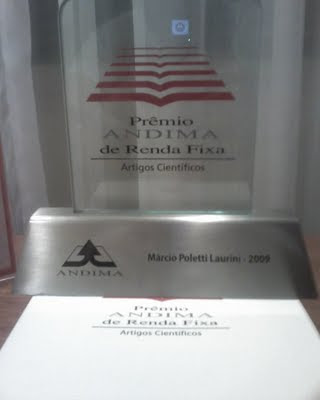 Prêmio
ANDIMA
de Renda Fixa
Artigos Científicos
ANDIMA
Márcio Poletti Laurini - 2009
Prêmio
ANDIMA
de Renda Fixa
Artigos Científicos